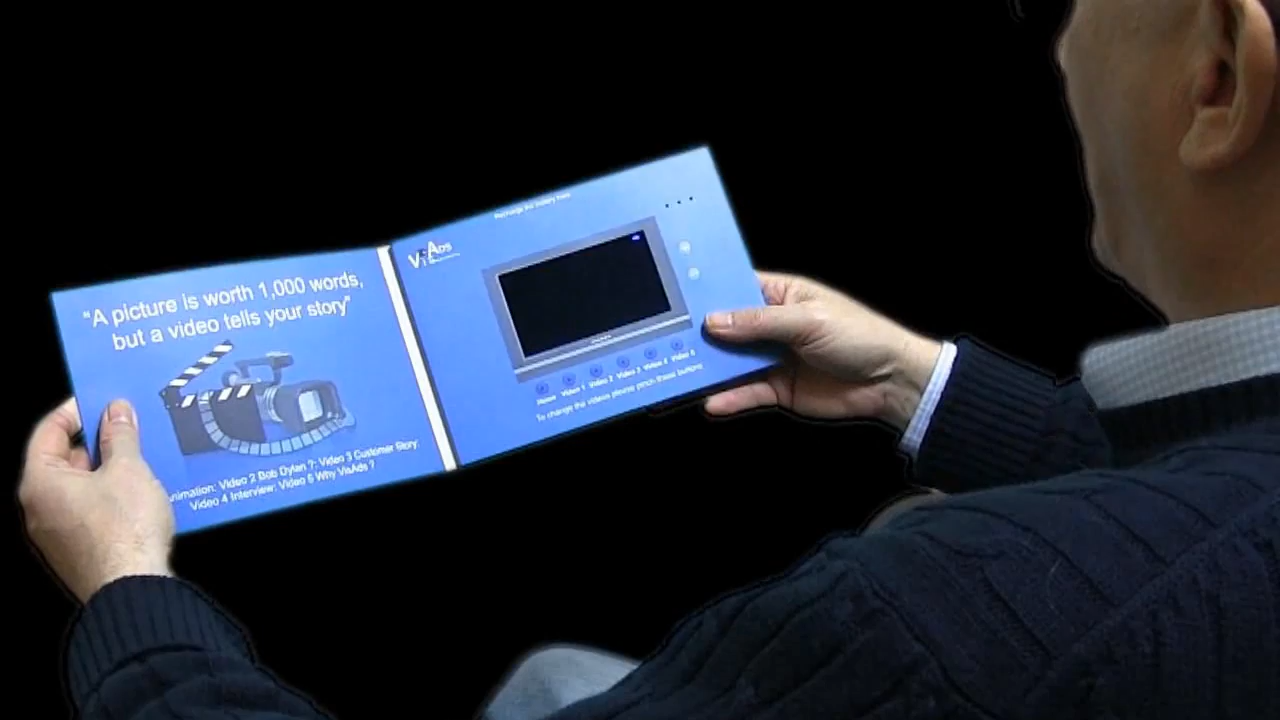 "A picture is worth 1,000 words,
but a video tells your story"
nimation: Video 2 Bob Dylan ?: Video 3 Customer Story:
Video 4 Interview: Video 5 Why VisAds ?
Recharge the battery here
VisAds
Video 1 Video 2 Video 3 Video 4 Video 5
To change the videos please pinch these buttons